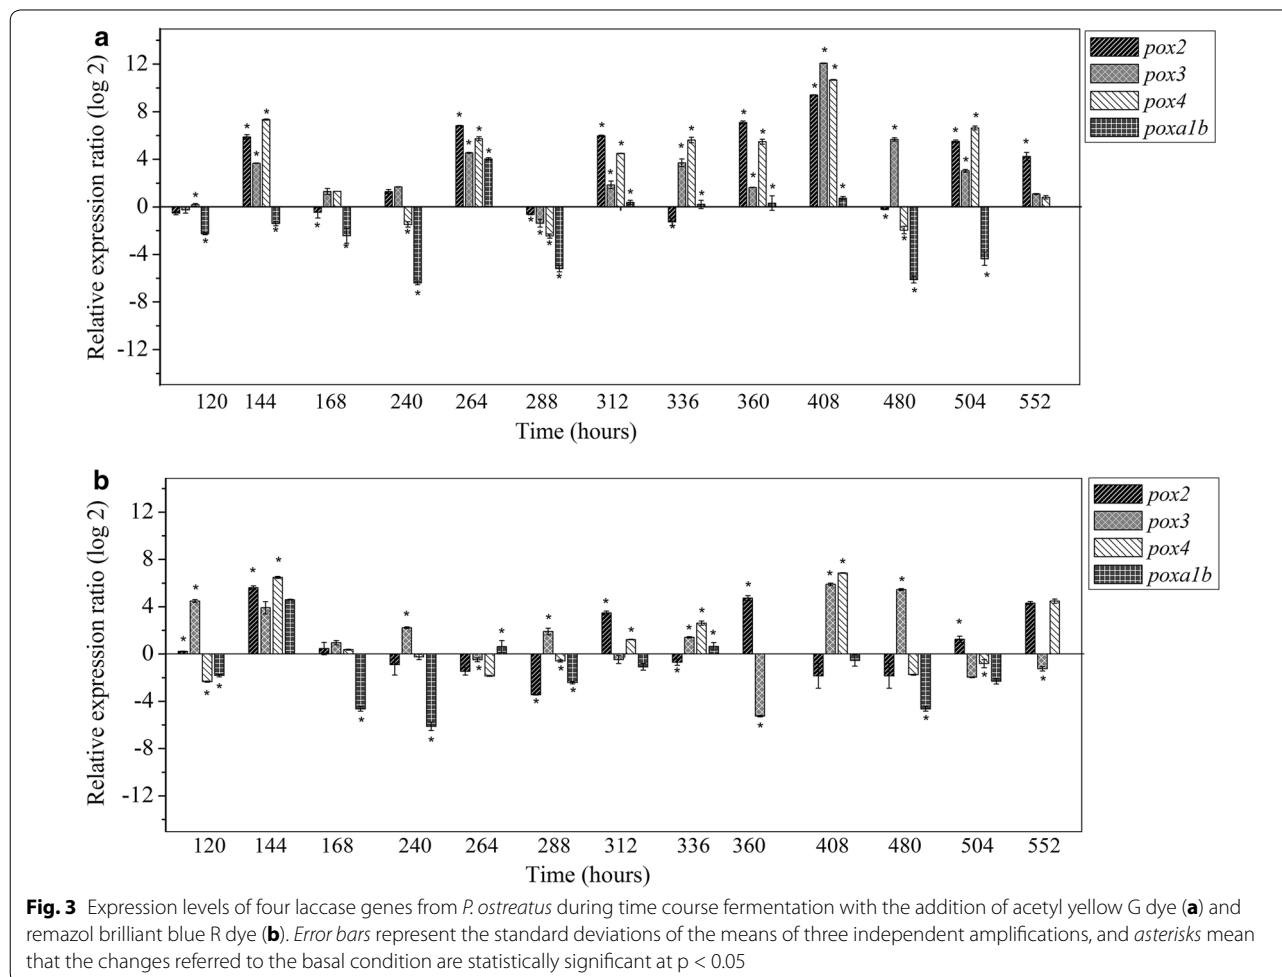 a
Relative expression ratio (log 2)
12
8
4
0
-4
-8
-12
pox2
pox3
pox4
poxa1b
120 144 168 240 264 288 312 336 360 408 480 504 552
Time (hours)
b
Relative expression ratio (log 2)
12
8
4
0
-4
-8
-12
pox2
pox3
pox4
poxa1b
120 144 168 240 264 288 312 336 360 408 480 504 552
Time (hours)
Fig. 3 Expression levels of four laccase genes from P. ostreatus during time course fermentation with the addition of acetyl yellow G dye (a) and
remazol brilliant blue R dye (b). Error bars represent the standard deviations of the means of three independent amplifications, and asterisks mean
that the changes referred to the basal condition are statistically significant at p < 0.05